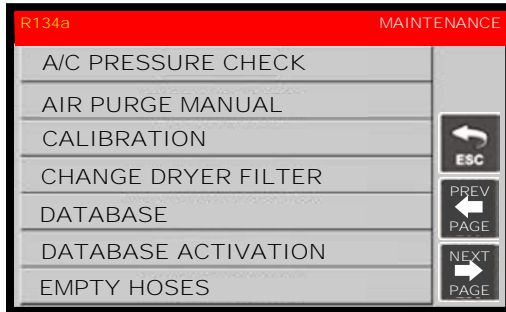 R134a MAINTENANCE
A/C PRESSURE CHECK
AIR PURGE MANUAL
CALIBRATION
CHANGE DRYER FILTER
DATABASE
DATABASE ACTIVATION
EMPTY HOSES
ESC
PREV
PAGE
NEXT
PAGE